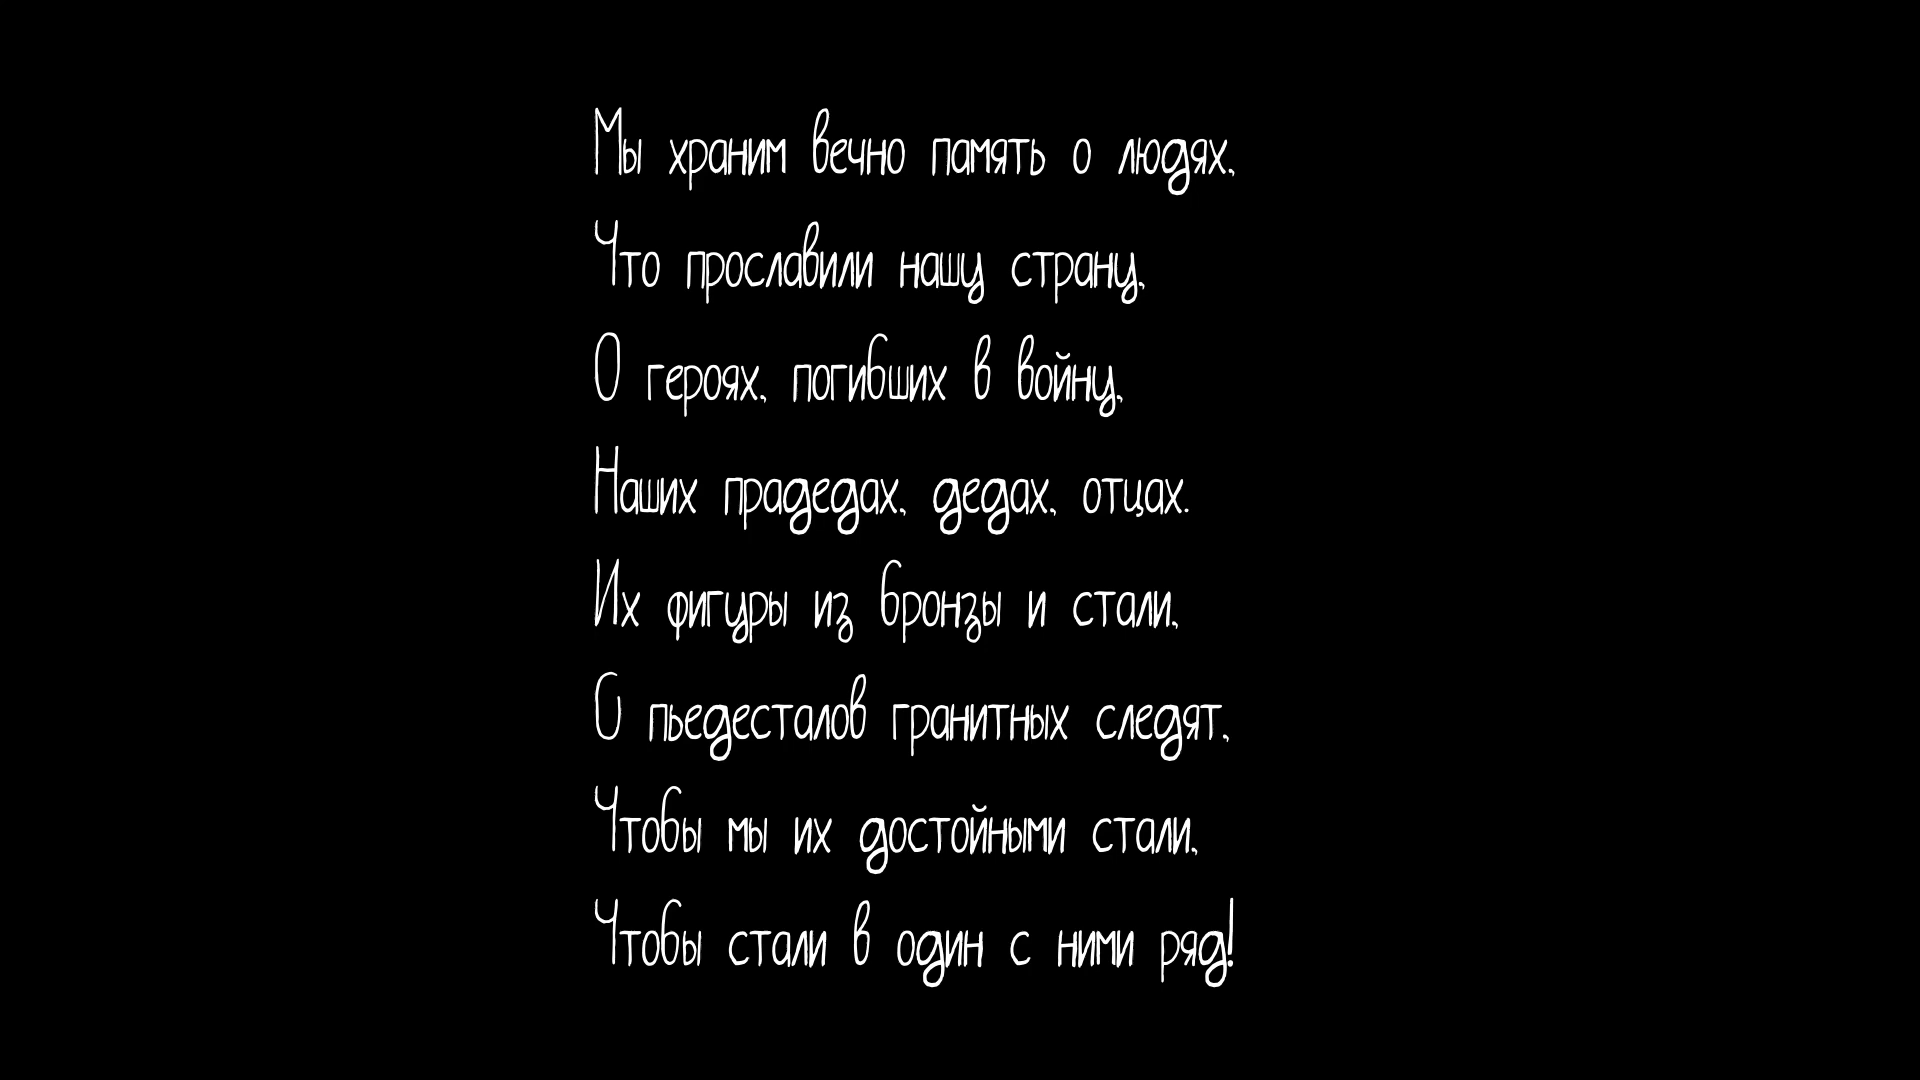 Мы храним вечно память о людях,
Что прославили нашу страну,
О героях, погибших в войну,
Наших прадедах, дедах, отцах.
Их фигуры из бронзы и стали,
С пьедесталов гранитных следят,
Чтобы мы их достойными стали,
Чтобы стали в один с ними ряд!